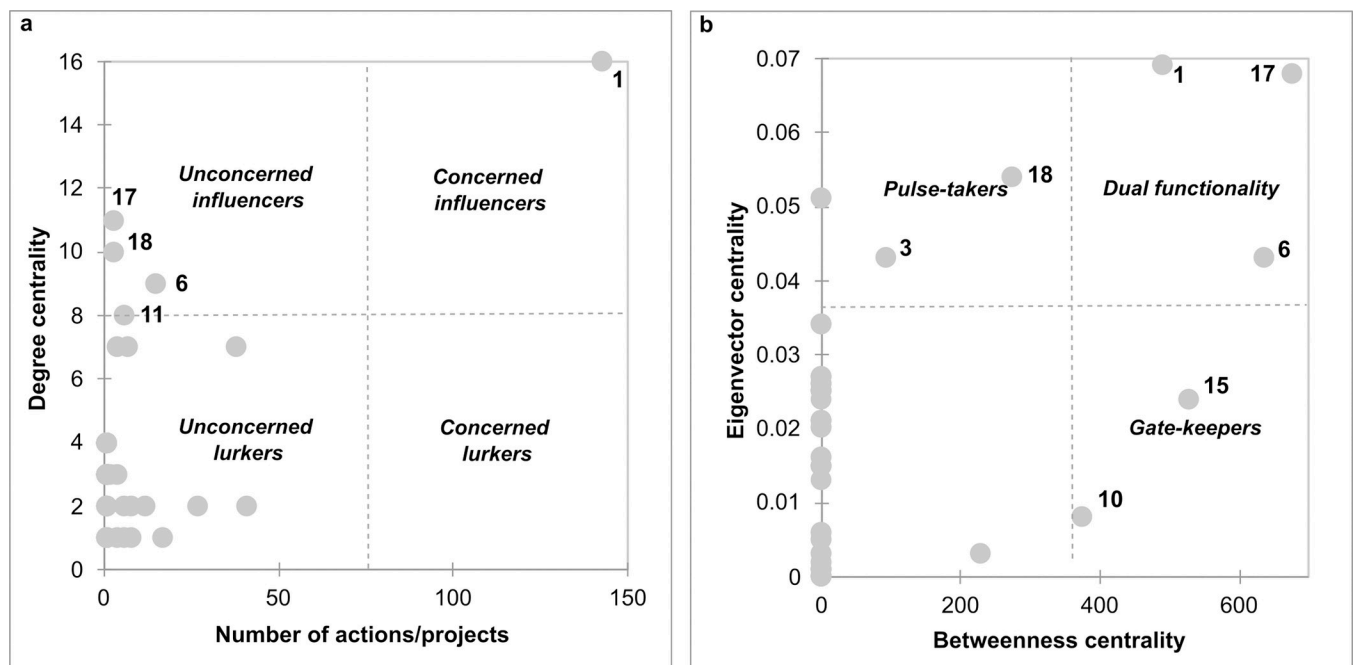 a
16
14
12
10
8
6
4
2
0
0
50
100
150
Degree centrality
Number of actions/projects
Unconcerned
influencers
Concerned
influencers
Unconcerned
lurkers
Concerned
lurkers
1
17
18
6
11
b
0.07
0.06
0.05
0.04
0.03
0.02
0.01
0
0
200
400
600
Eigenvector centrality
Betweenness centrality
Pulse-takers
Dual functionality
Gate-keepers
1
17
18
3
6
15
10